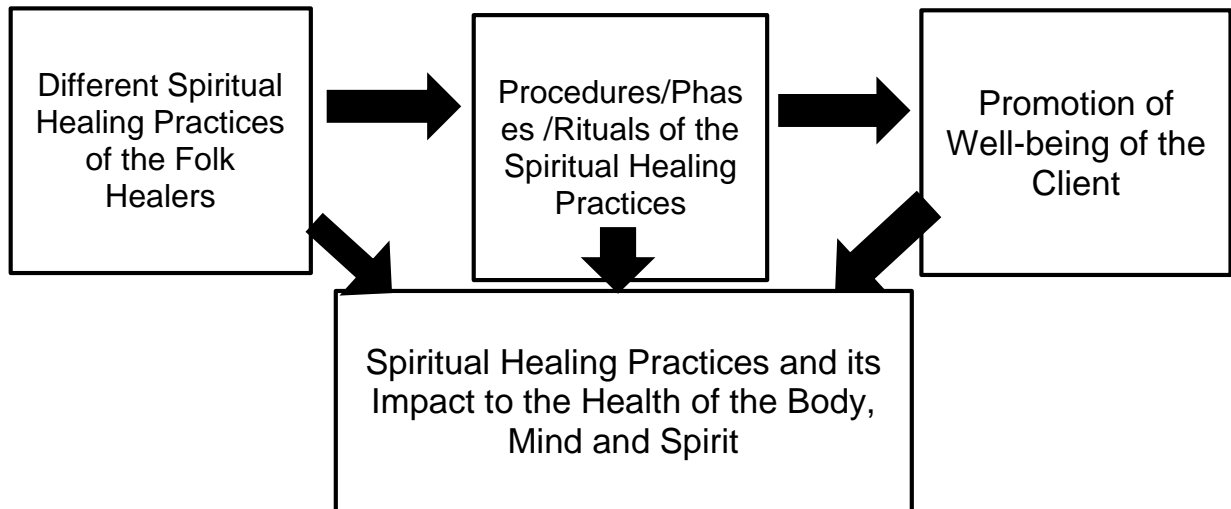 Different Spiritual
Healing Practices
of the Folk
Healers
Procedures/Phas
es /Rituals of the
Spiritual Healing
Practices
Promotion of
Well-being of the
Client
Spiritual Healing Practices and its
Impact to the Health of the Body,
Mind and Spirit